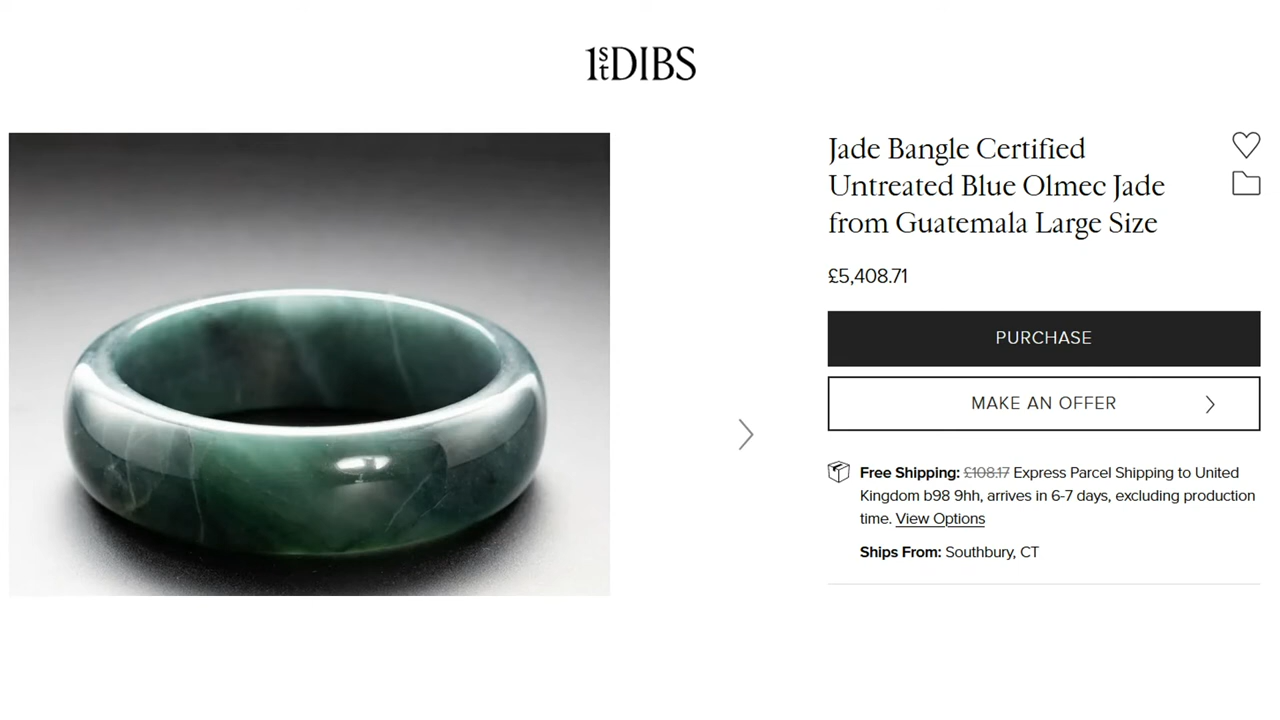 1stDIBS
Jade Bangle Certified
Untreated Blue Olmec Jade
from Guatemala Large Size
£5,408.71
PURCHASE
MAKE AN OFFER
Free Shipping: £108.17 Express Parcel Shipping to United
Kingdom b98 9hh, arrives in 6-7 days, excluding production
time. View Options
Ships From: Southbury, CT